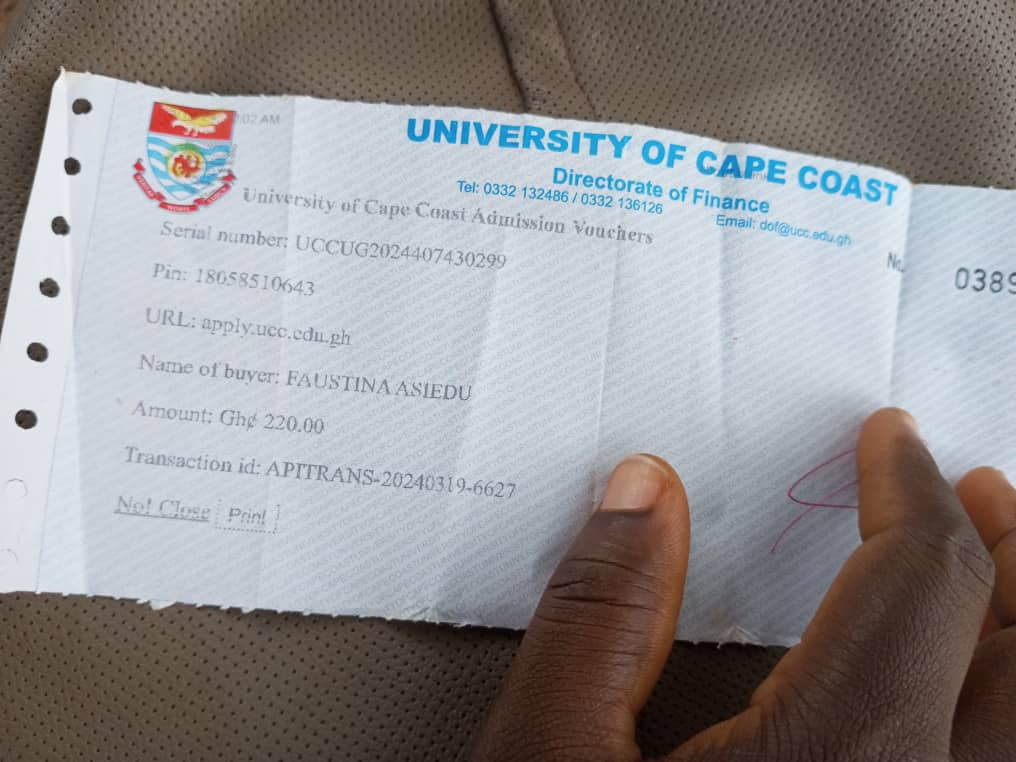 :02 AM
UNIVERSITY OF CAPE COAST
Directorate of Finance
Tel: 0332 132486 / 0332 136126
Email: dof@ucc.edu.gh
No.
0389
University of Cape Coast Admission Vouchers
Serial number: UCCUG2024407430299
Pin: 18058510643
URL: apply.ucc.edu.gh
Name of buyer: FAUSTINA ASIEDU
Amount: Gh¢ 220.00
Transaction id: APITRANS-20240319-6627
No! Close Print